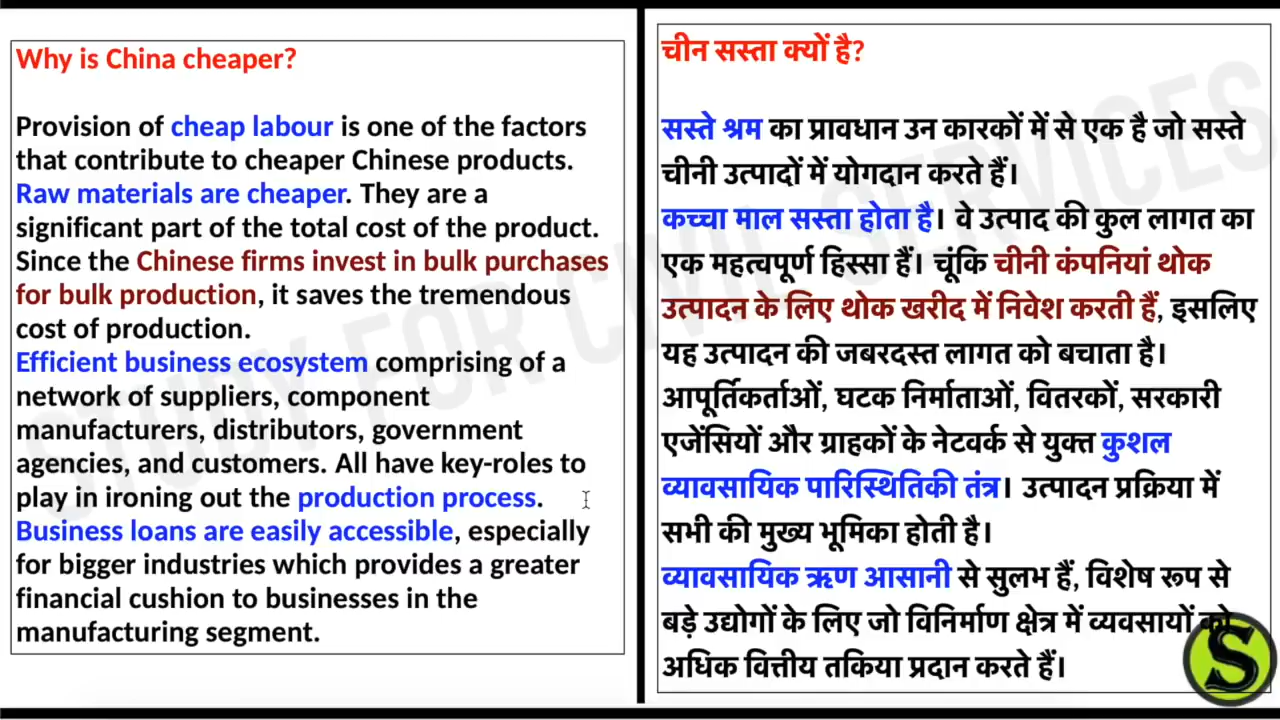 Why is China cheaper?
Provision of cheap labour is one of the factors
that contribute to cheaper Chinese products.
Raw materials are cheaper. They are a
significant part of the total cost of the product.
Since the Chinese firms invest in bulk purchases
for bulk production, it saves the tremendous
cost of production.
Efficient business ecosystem comprising of a
network of suppliers, component
manufacturers, distributors, government
agencies, and customers. All have key-roles to
play in ironing out the production process.
Business loans are easily accessible, especially
for bigger industries which provides a greater
financial cushion to businesses in the
manufacturing segment.
चीन सस्ता क्यों है?
सस्ते श्रम का प्रावधान उन कारकों में से एक है जो सस्ते
चीनी उत्पादों में योगदान करते हैं।
कच्चा माल सस्ता होता है। वे उत्पाद की कुल लागत का
एक महत्वपूर्ण हिस्सा हैं। चूंकि चीनी कंपनियां थोक
उत्पादन के लिए थोक खरीद में निवेश करती हैं, इसलिए
यह उत्पादन की जबरदस्त लागत को बचाता है।
आपूर्तिकर्ताओं, घटक निर्माताओं, वितरकों, सरकारी
एजेंसियों और ग्राहकों के नेटवर्क से युक्त कुशल
व्यावसायिक पारिस्थितिकी तंत्र। उत्पादन प्रक्रिया में
सभी की मुख्य भूमिका होती है।
व्यावसायिक ऋण आसानी से सुलभ हैं, विशेष रूप से
बड़े उद्योगों के लिए जो विनिर्माण क्षेत्र में व्यवसायों को
अधिक वित्तीय तकिया प्रदान करते हैं।
STUDY FOR CIVIL SERVICES
S